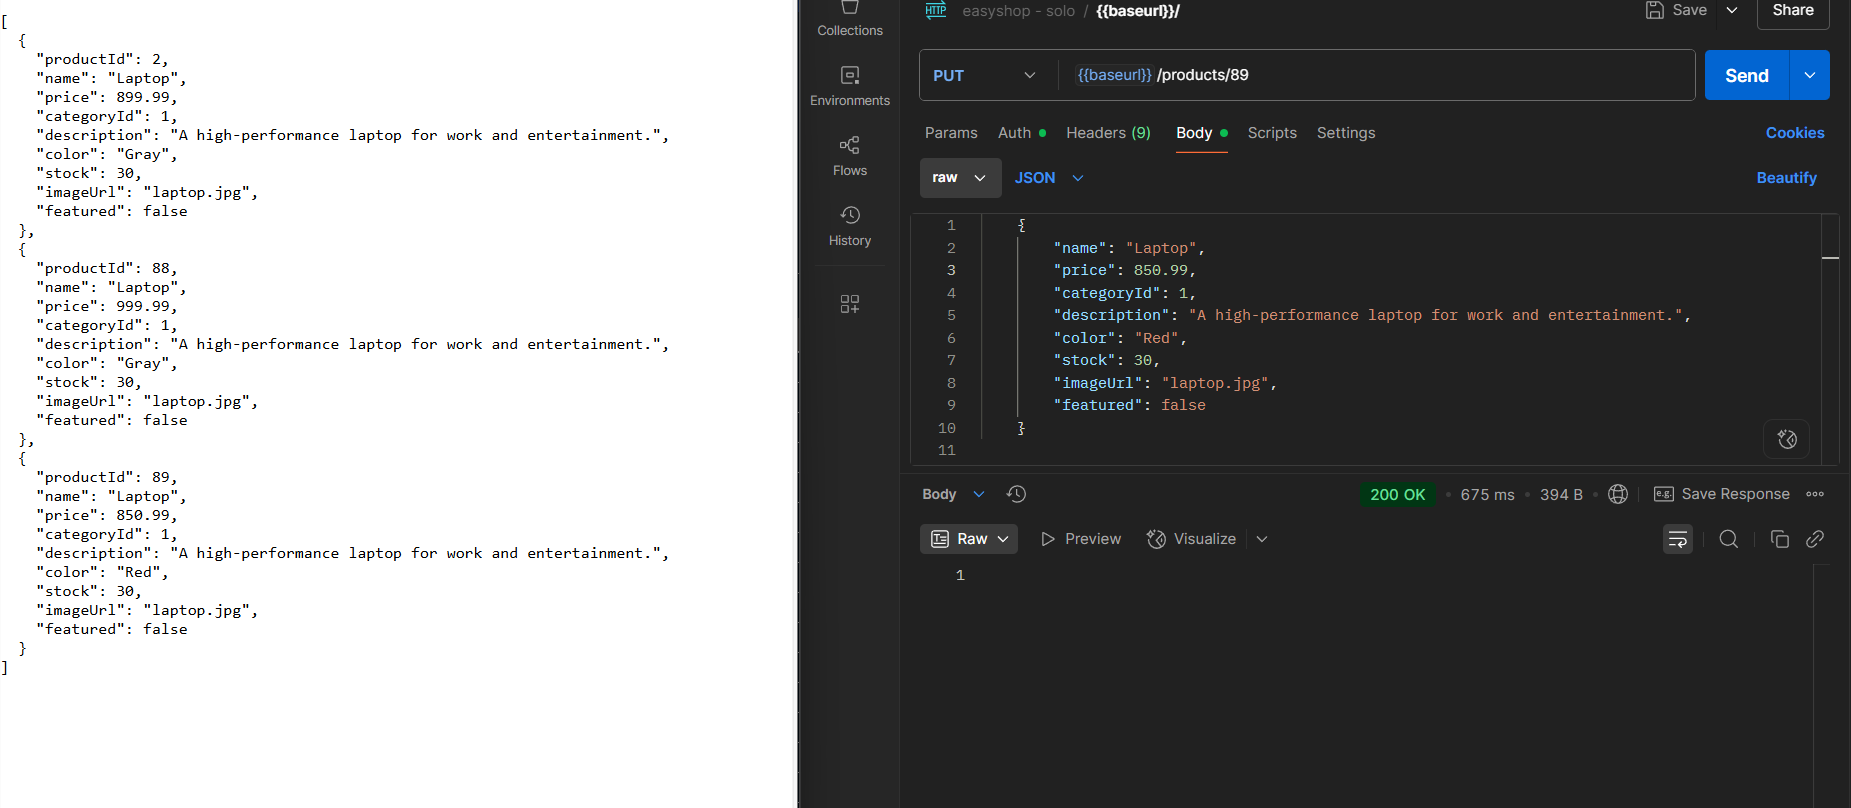 [
  {
    "productId": 2,
    "name": "Laptop",
    "price": 899.99,
    "categoryId": 1,
    "description": "A high-performance laptop for work and entertainment.",
    "color": "Gray",
    "stock": 30,
    "imageUrl": "laptop.jpg",
    "featured": false
  },
  {
    "productId": 88,
    "name": "Laptop",
    "price": 999.99,
    "categoryId": 1,
    "description": "A high-performance laptop for work and entertainment.",
    "color": "Gray",
    "stock": 30,
    "imageUrl": "laptop.jpg",
    "featured": false
  },
  {
    "productId": 89,
    "name": "Laptop",
    "price": 850.99,
    "categoryId": 1,
    "description": "A high-performance laptop for work and entertainment.",
    "color": "Red",
    "stock": 30,
    "imageUrl": "laptop.jpg",
    "featured": false
  }
]
Collections
Environments
Flows
History
HTTP easyshop - solo / {{baseurl}}/ Save Share
PUT {{baseurl}} /products/89 Send
Params Auth Headers (9) Body Scripts Settings Cookies
raw JSON Beautify
1 {
2 "name": "Laptop",
3 "price": 850.99,
4 "categoryId": 1,
5 "description": "A high-performance laptop for work and entertainment.",
6 "color": "Red",
7 "stock": 30,
8 "imageUrl": "laptop.jpg",
9 "featured": false
10 }
11
Body 200 OK • 675 ms • 394 B • e.g. Save Response
Raw Preview Visualize
1